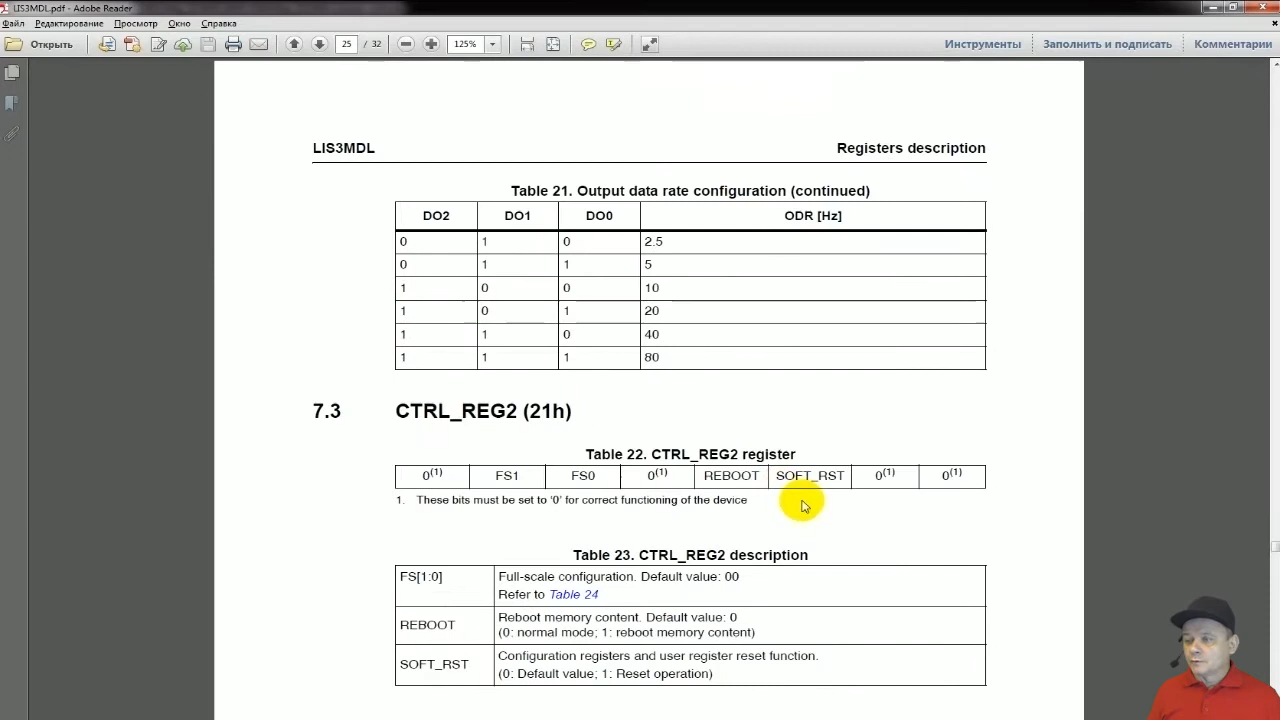 LIS3MDL.pdf - Adobe Reader
Файл Редактирование Просмотр Окно Справка
Открыть 25 / 32 125% Инструменты Заполнить и подписать Комментарии
LIS3MDL Registers description
Table 21. Output data rate configuration (continued)
DO2 DO1 DO0 ODR [Hz]
0 1 0 2.5
0 1 1 5
1 0 0 10
1 0 1 20
1 1 0 40
1 1 1 80
7.3 CTRL_REG2 (21h)
Table 22. CTRL_REG2 register
0(1) FS1 FS0 0(1) REBOOT SOFT_RST 0(1) 0(1)
1. These bits must be set to ‘0’ for correct functioning of the device
Table 23. CTRL_REG2 description
FS[1:0] Full-scale configuration. Default value: 00
Refer to Table 24
REBOOT Reboot memory content. Default value: 0
(0: normal mode; 1: reboot memory content)
SOFT_RST Configuration registers and user register reset function.
(0: Default value; 1: Reset operation)